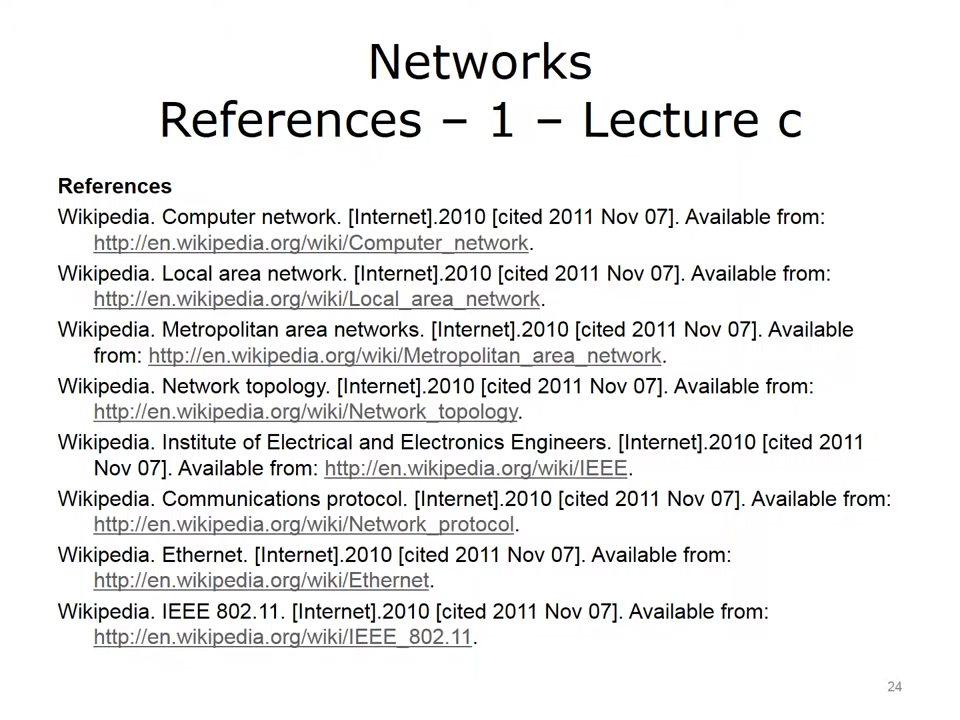 Networks
References – 1 – Lecture c
References
Wikipedia. Computer network. [Internet].2010 [cited 2011 Nov 07]. Available from:
http://en.wikipedia.org/wiki/Computer_network.
Wikipedia. Local area network. [Internet].2010 [cited 2011 Nov 07]. Available from:
http://en.wikipedia.org/wiki/Local_area_network.
Wikipedia. Metropolitan area networks. [Internet].2010 [cited 2011 Nov 07]. Available
from: http://en.wikipedia.org/wiki/Metropolitan_area_network.
Wikipedia. Network topology. [Internet].2010 [cited 2011 Nov 07]. Available from:
http://en.wikipedia.org/wiki/Network_topology.
Wikipedia. Institute of Electrical and Electronics Engineers. [Internet].2010 [cited 2011
Nov 07]. Available from: http://en.wikipedia.org/wiki/IEEE.
Wikipedia. Communications protocol. [Internet].2010 [cited 2011 Nov 07]. Available from:
http://en.wikipedia.org/wiki/Network_protocol.
Wikipedia. Ethernet. [Internet].2010 [cited 2011 Nov 07]. Available from:
http://en.wikipedia.org/wiki/Ethernet.
Wikipedia. IEEE 802.11. [Internet].2010 [cited 2011 Nov 07]. Available from:
http://en.wikipedia.org/wiki/IEEE_802.11.
24